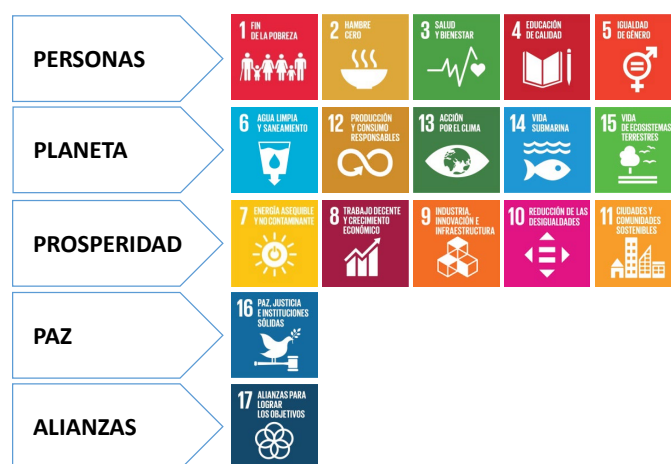 PERSONAS
1 FIN
DE LA POBREZA
2 HAMBRE
CERO
3 SALUD
Y BIENESTAR
4 EDUCACIÓN
DE CALIDAD
5 IGUALDAD
DE GÉNERO
PLANETA
6 AGUA LIMPIA
Y SANEAMIENTO
12 PRODUCCIÓN
Y CONSUMO
RESPONSABLES
13 ACCIÓN
POR EL CLIMA
14 VIDA
SUBMARINA
15 VIDA
DE ECOSISTEMAS
TERRESTRES
PROSPERIDAD
7 ENERGÍA ASEQUIBLE
Y NO CONTAMINANTE
8 TRABAJO DECENTE
Y CRECIMIENTO
ECONÓMICO
9 INDUSTRIA,
INNOVACIÓN E
INFRAESTRUCTURA
10 REDUCCIÓN DE LAS
DESIGUALDADES
11 CIUDADES Y
COMUNIDADES
SOSTENIBLES
PAZ
16 PAZ, JUSTICIA
E INSTITUCIONES
SÓLIDAS
ALIANZAS
17 ALIANZAS PARA
LOGRAR
LOS OBJETIVOS